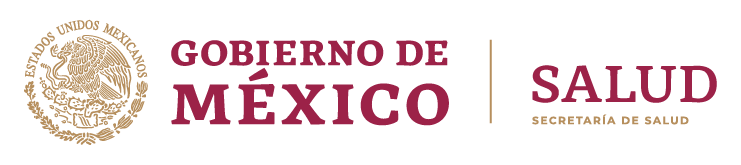 ESTADOS UNIDOS MEXICANOS
GOBIERNO DE
MÉXICO
SALUD
SECRETARÍA DE SALUD